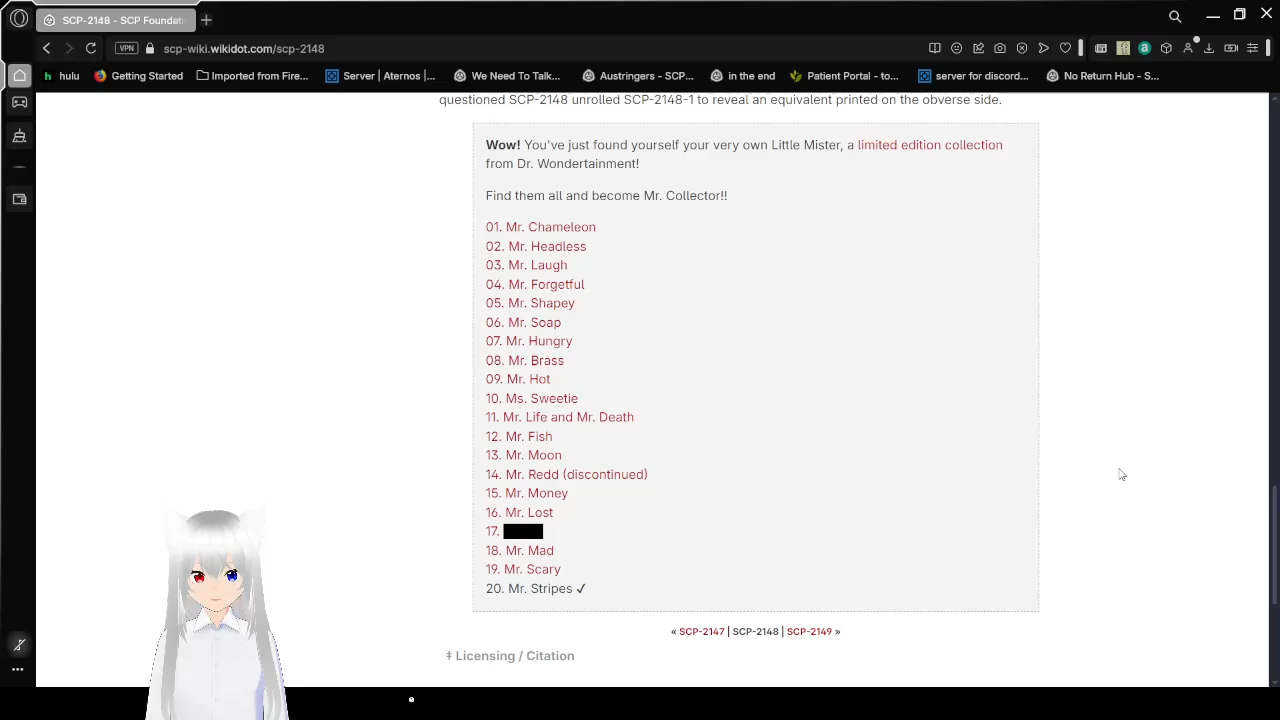 SCP-2148 - SCP Foundati
VPN scp-wiki.wikidot.com/scp-2148
hulu Getting Started Imported from Fire... Server | Aternos |... We Need To Talk... Austringers - SCP... in the end Patient Portal - to... server for discord... No Return Hub - S...
questioned SCP-2148 unrolled SCP-2148-1 to reveal an equivalent printed on the obverse side.
Wow! You've just found yourself your very own Little Mister, a limited edition collection
from Dr. Wondertainment!
Find them all and become Mr. Collector!!
01. Mr. Chameleon
02. Mr. Headless
03. Mr. Laugh
04. Mr. Forgetful
05. Mr. Shapey
06. Mr. Soap
07. Mr. Hungry
08. Mr. Brass
09. Mr. Hot
10. Ms. Sweetie
11. Mr. Life and Mr. Death
12. Mr. Fish
13. Mr. Moon
14. Mr. Redd (discontinued)
15. Mr. Money
16. Mr. Lost
17.
18. Mr. Mad
19. Mr. Scary
20. Mr. Stripes ✓
« SCP-2147 | SCP-2148 | SCP-2149 »
‡ Licensing / Citation